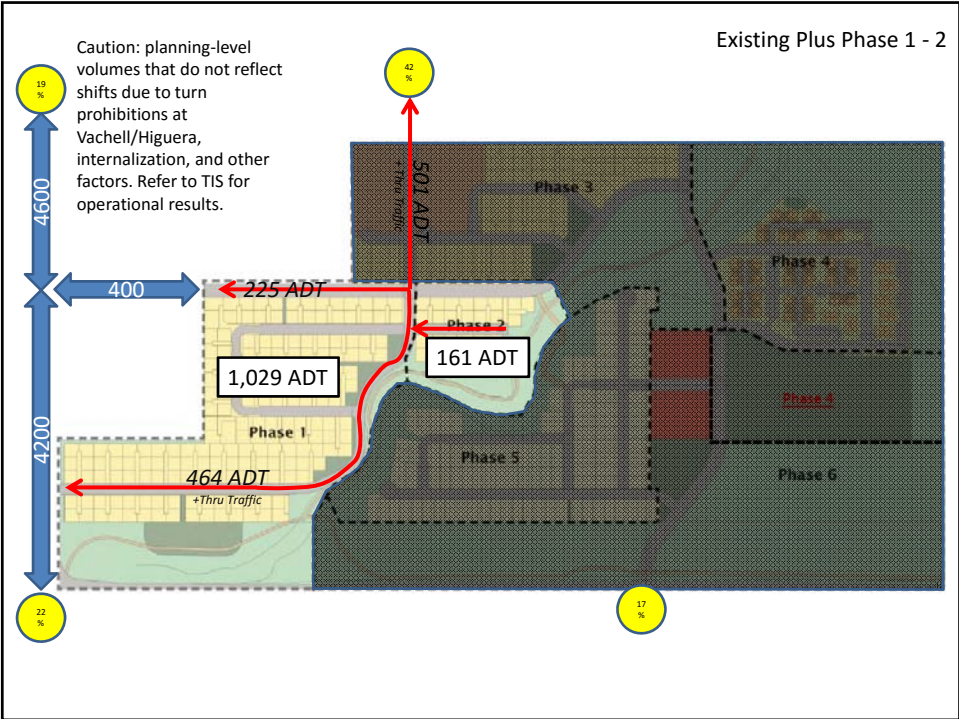 Existing Plus Phase 1 - 2
Caution: planning-level
volumes that do not reflect
shifts due to turn
prohibitions at
Vachell/Higuera,
internalization, and other
factors. Refer to TIS for
operational results.
19
%
42
%
4600
501 ADT
+ Thru Traffic
Phase 3
Phase 4
400
225 ADT
Phase 2
161 ADT
1,029 ADT
Phase 4
4200
Phase 1
Phase 5
464 ADT
+Thru Traffic
Phase 6
22
%
17
%